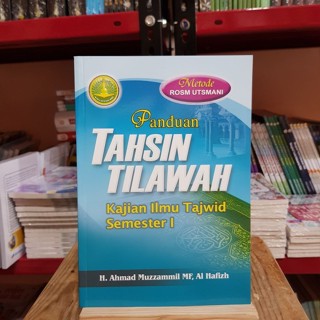 Metode
ROSM UTSMANI
Panduan
TAHSIN
TILAWAH
Kajian Ilmu Tajwid
Semester I
H. Ahmad Muzzammil MF, Al Hafizh